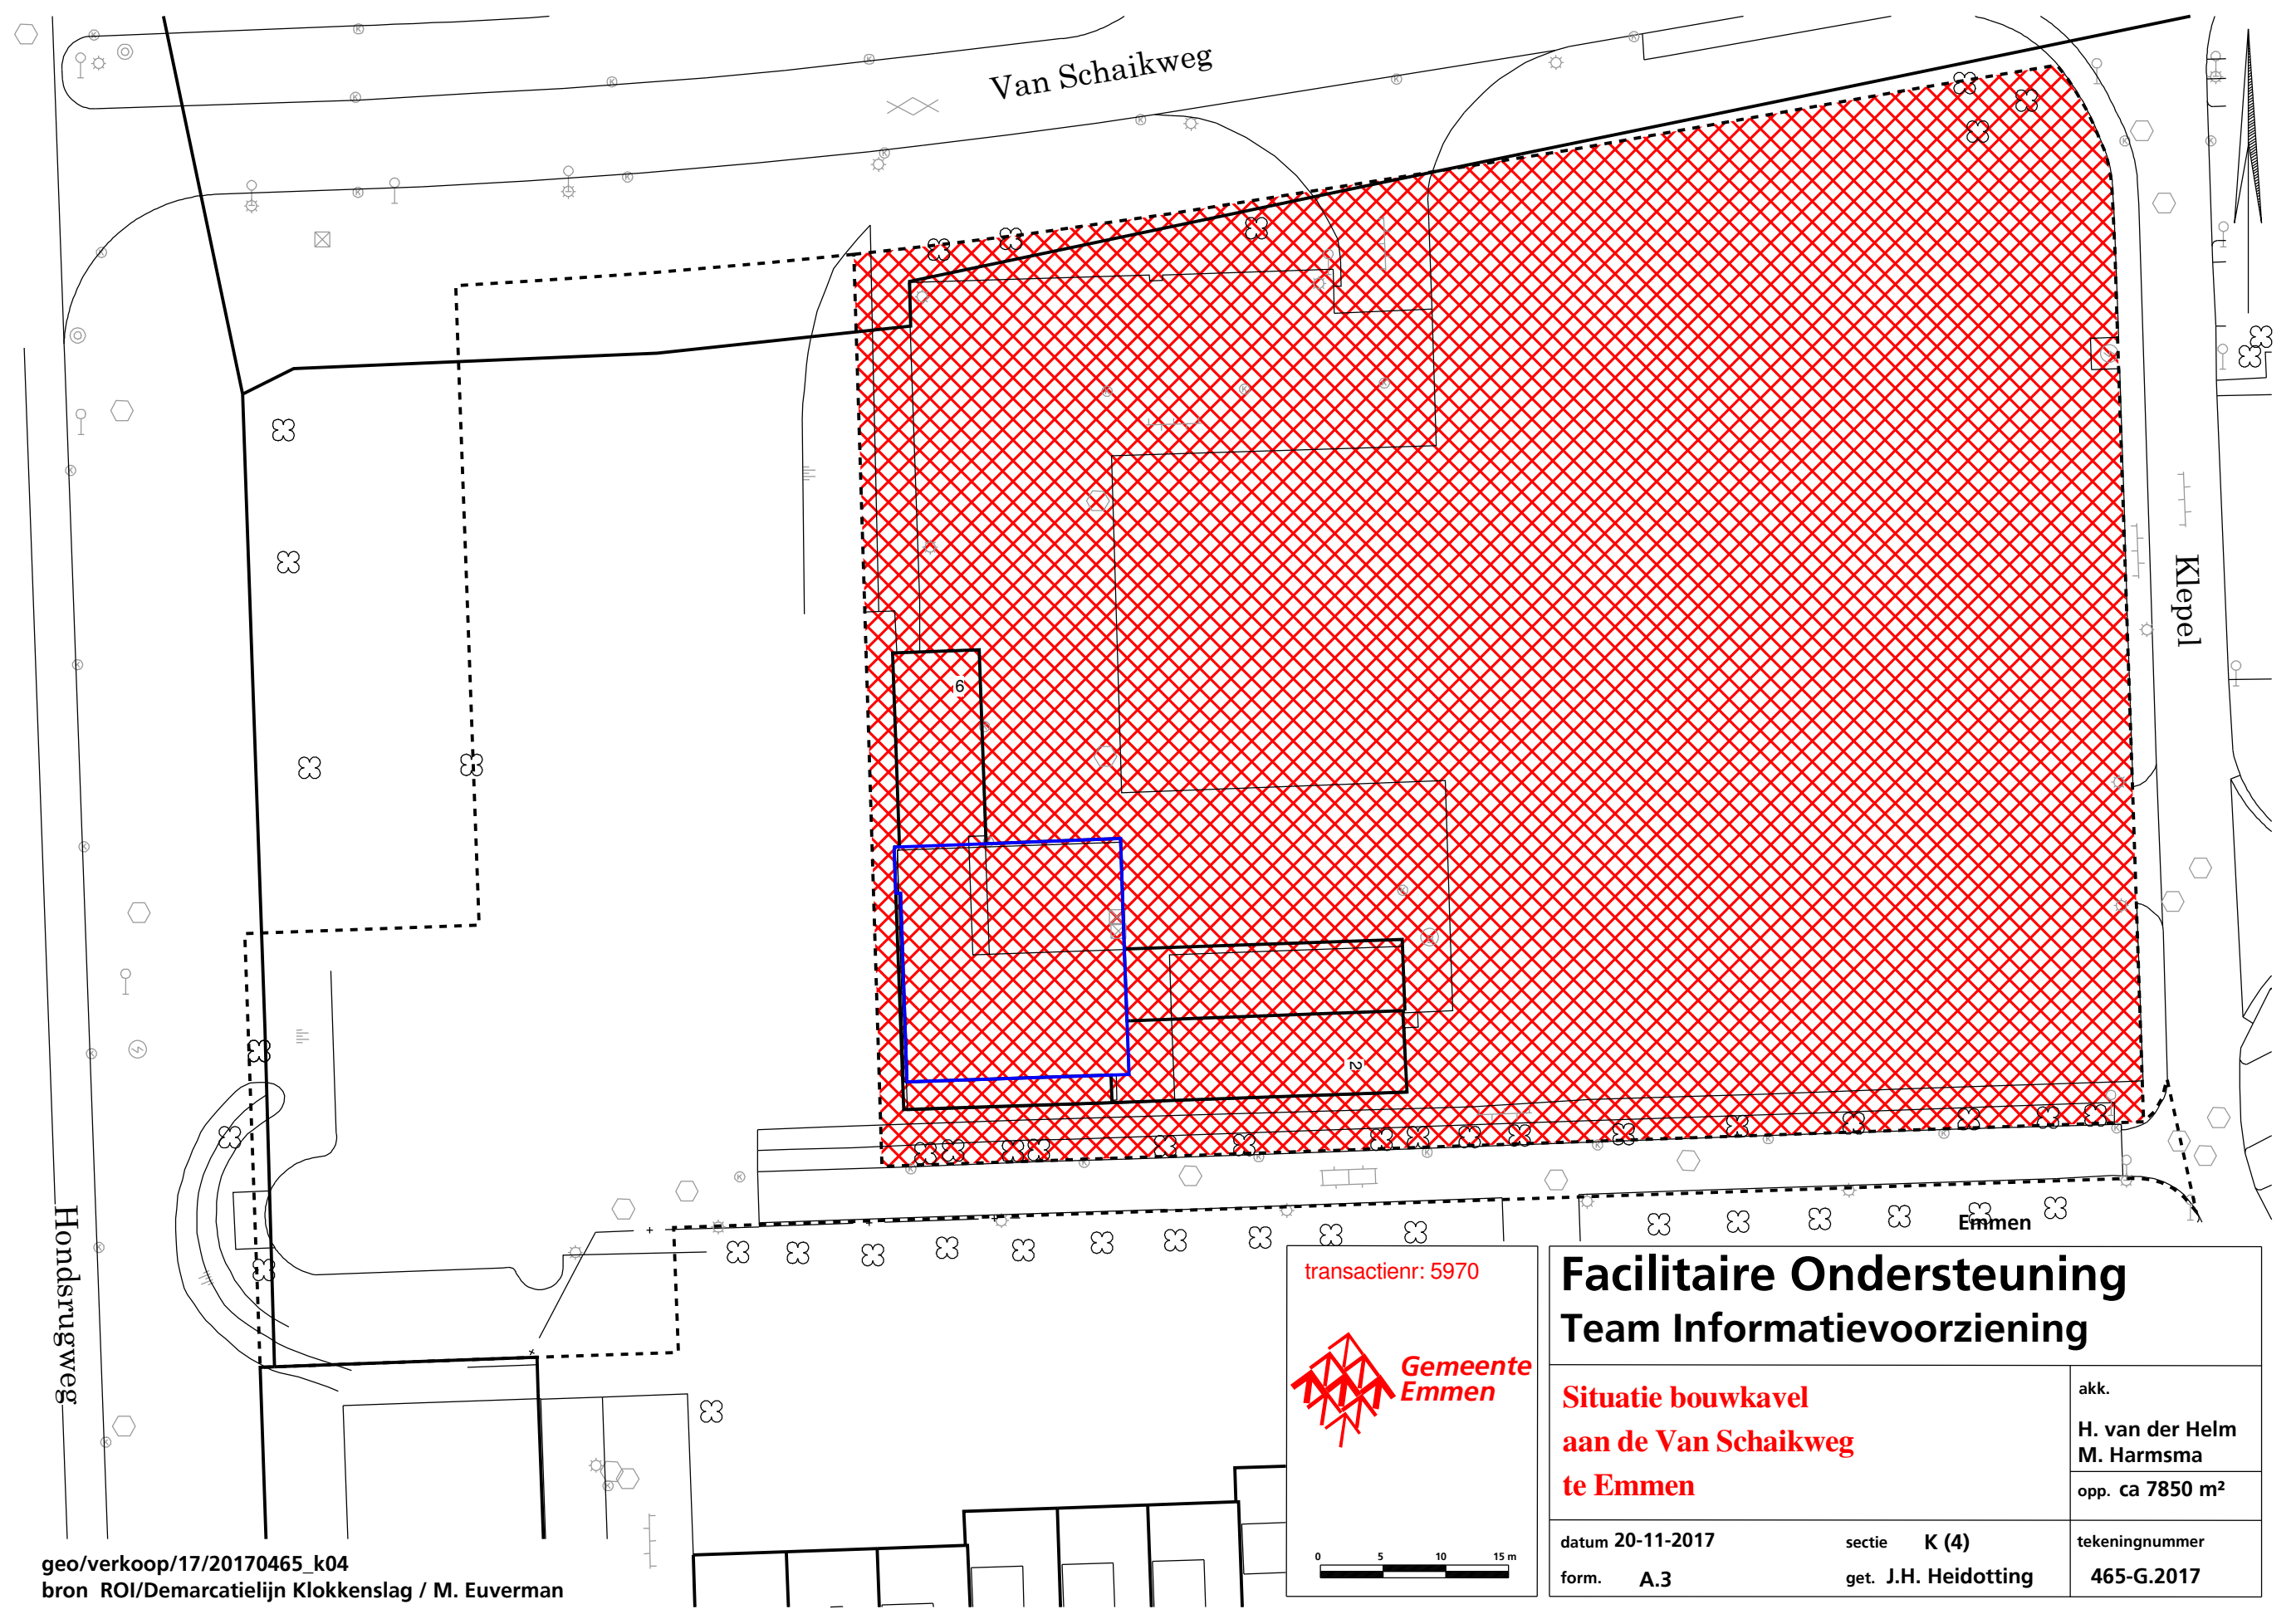 Van Schaikweg
Klepel
6
2
Hondsrugweg
Emmen
transactienr: 5970
Gemeente
Emmen
0 5 10 15 m
Facilitaire Ondersteuning
Team Informatievoorziening
Situatie bouwkavel
aan de Van Schaikweg
te Emmen
akk.
H. van der Helm
M. Harmsma
opp. ca 7850 m²
datum 20-11-2017
sectie K (4)
tekeningnummer
form. A.3
get. J.H. Heidotting
465-G.2017
geo/verkoop/17/20170465_k04
bron ROI/Demarcatielijn Klokkenslag / M. Euverman